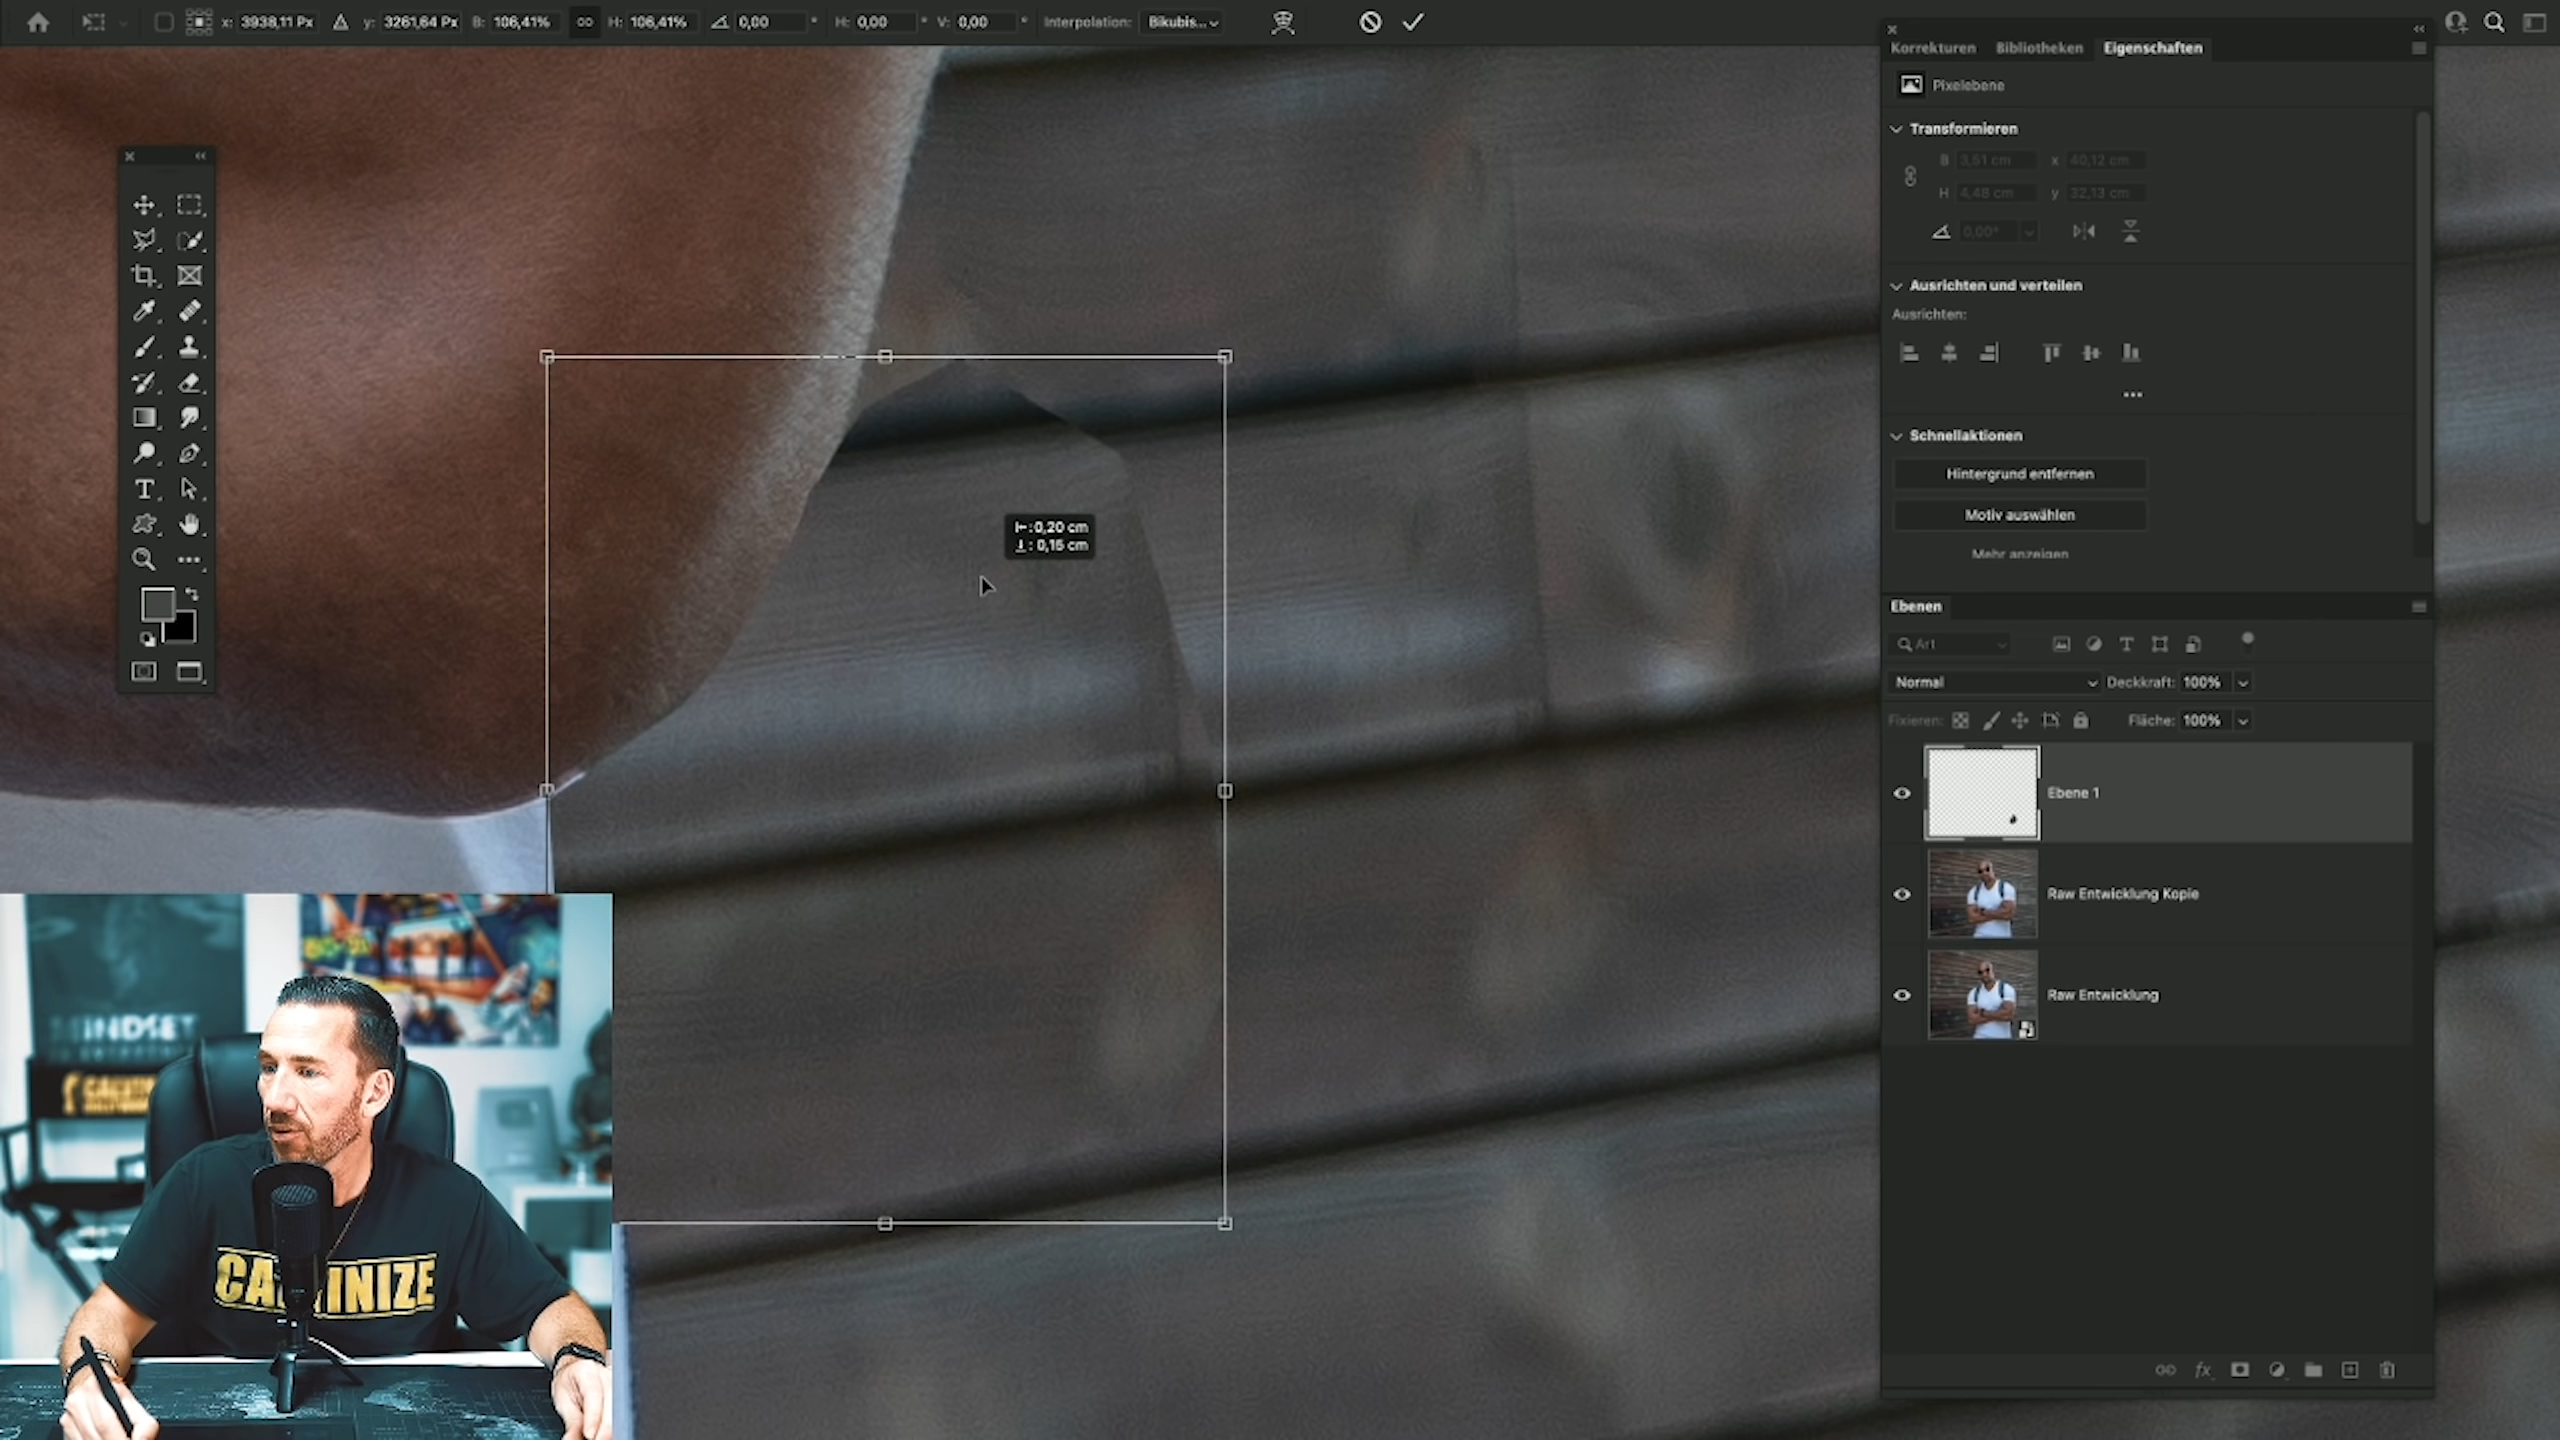 x: 3938,11 Px y: 3261,64 Px B: 106,41% H: 106,41% 0,00 ° H: 0,00 ° V: 0,00 ° Interpolation: Bikubis...
Korrekturen Bibliotheken Eigenschaften
Pixelebene
Transformieren
B 3,51 cm x 40,12 cm
H 4,48 cm y 32,13 cm
0,00°
Ausrichten und verteilen
Ausrichten:
Schnellaktionen
Hintergrund entfernen
Motiv auswählen
Mehr anzeigen
:0,20 cm
: 0,15 cm
Ebenen
Art
Normal Deckkraft: 100%
Fixieren: Fläche: 100%
Ebene 1
Raw Entwicklung Kopie
Raw Entwicklung
fx
MINDSET